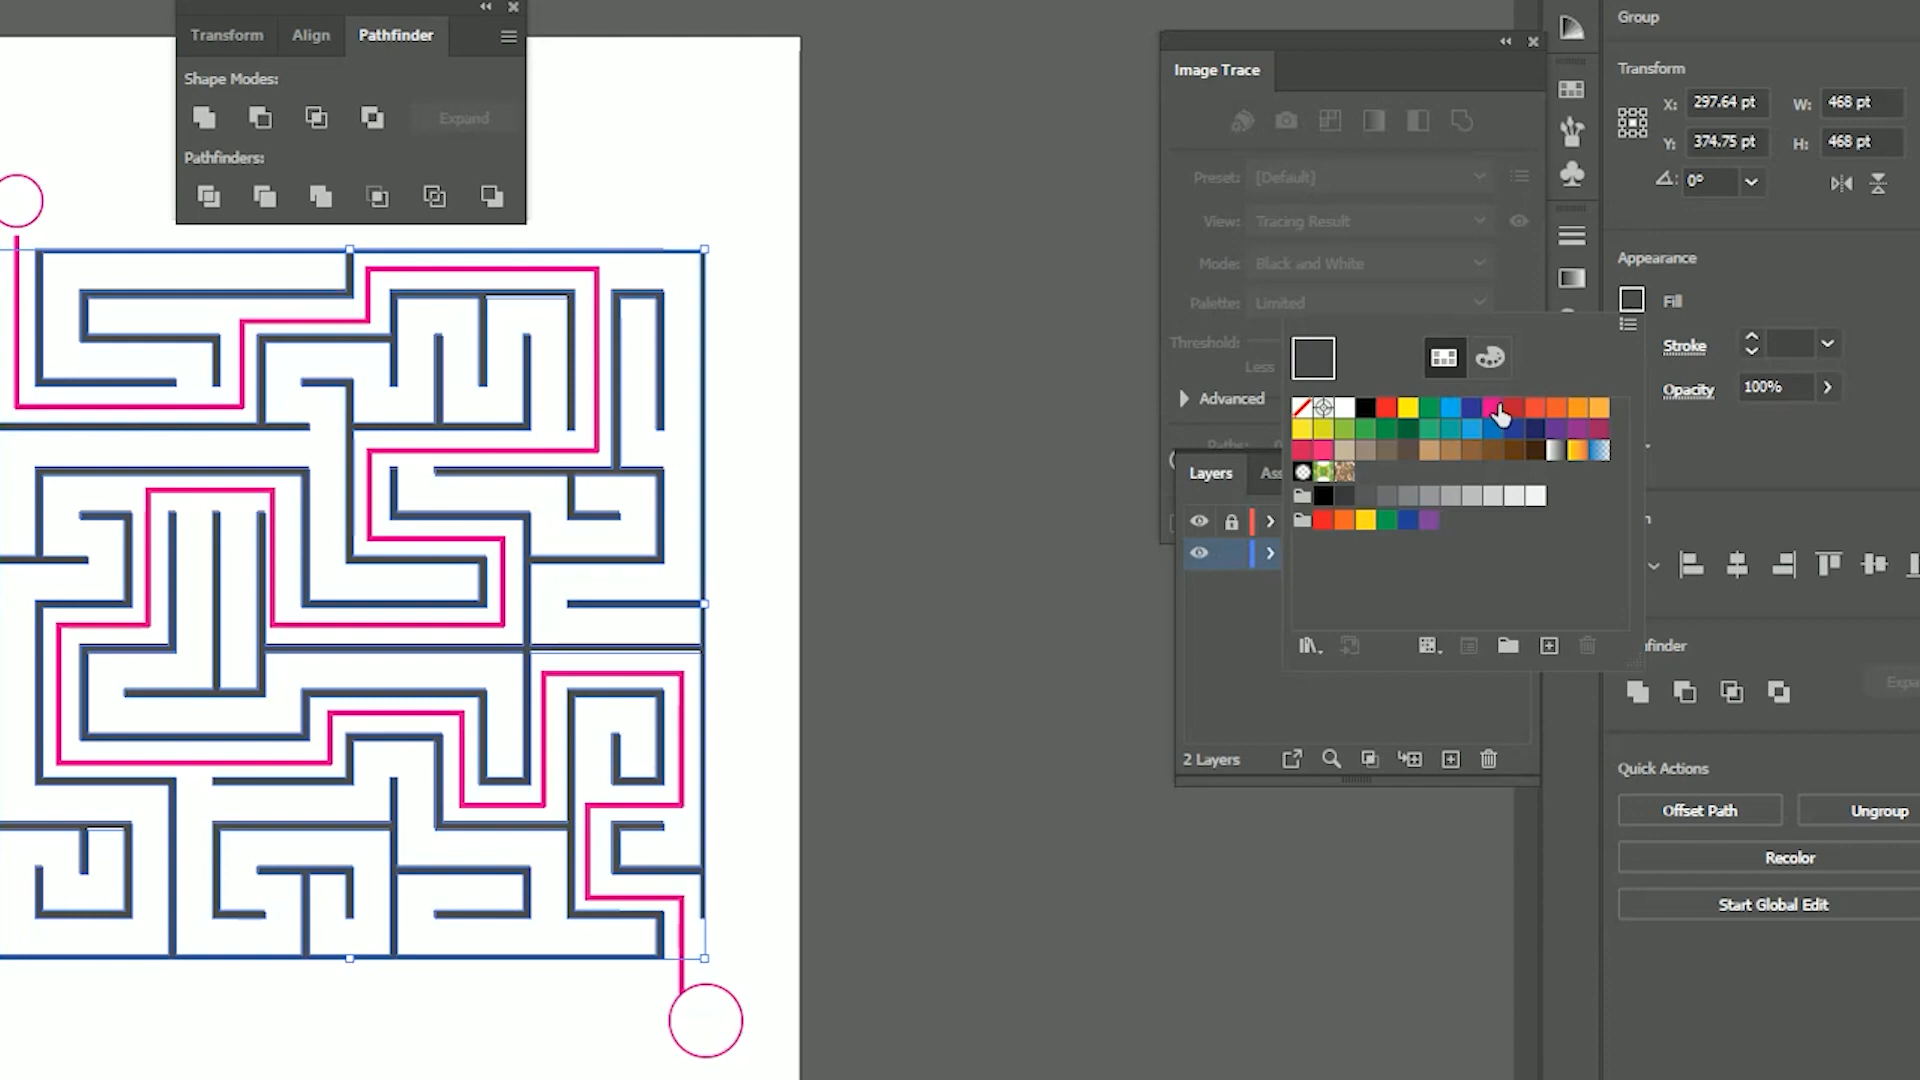 Transform Align Pathfinder
Shape Modes:
Expand
Pathfinders:
Image Trace
Preset: [Default]
View: Tracing Result
Mode: Black and White
Palette: Limited
Threshold:
Less
Advanced
Layers
2 Layers
Group
Transform
X: 297.64 pt W: 468 pt
Y: 374.75 pt H: 468 pt
0°
Appearance
Fill
Stroke
Opacity 100%
Quick Actions
Offset Path Ungroup
Recolor
Start Global Edit